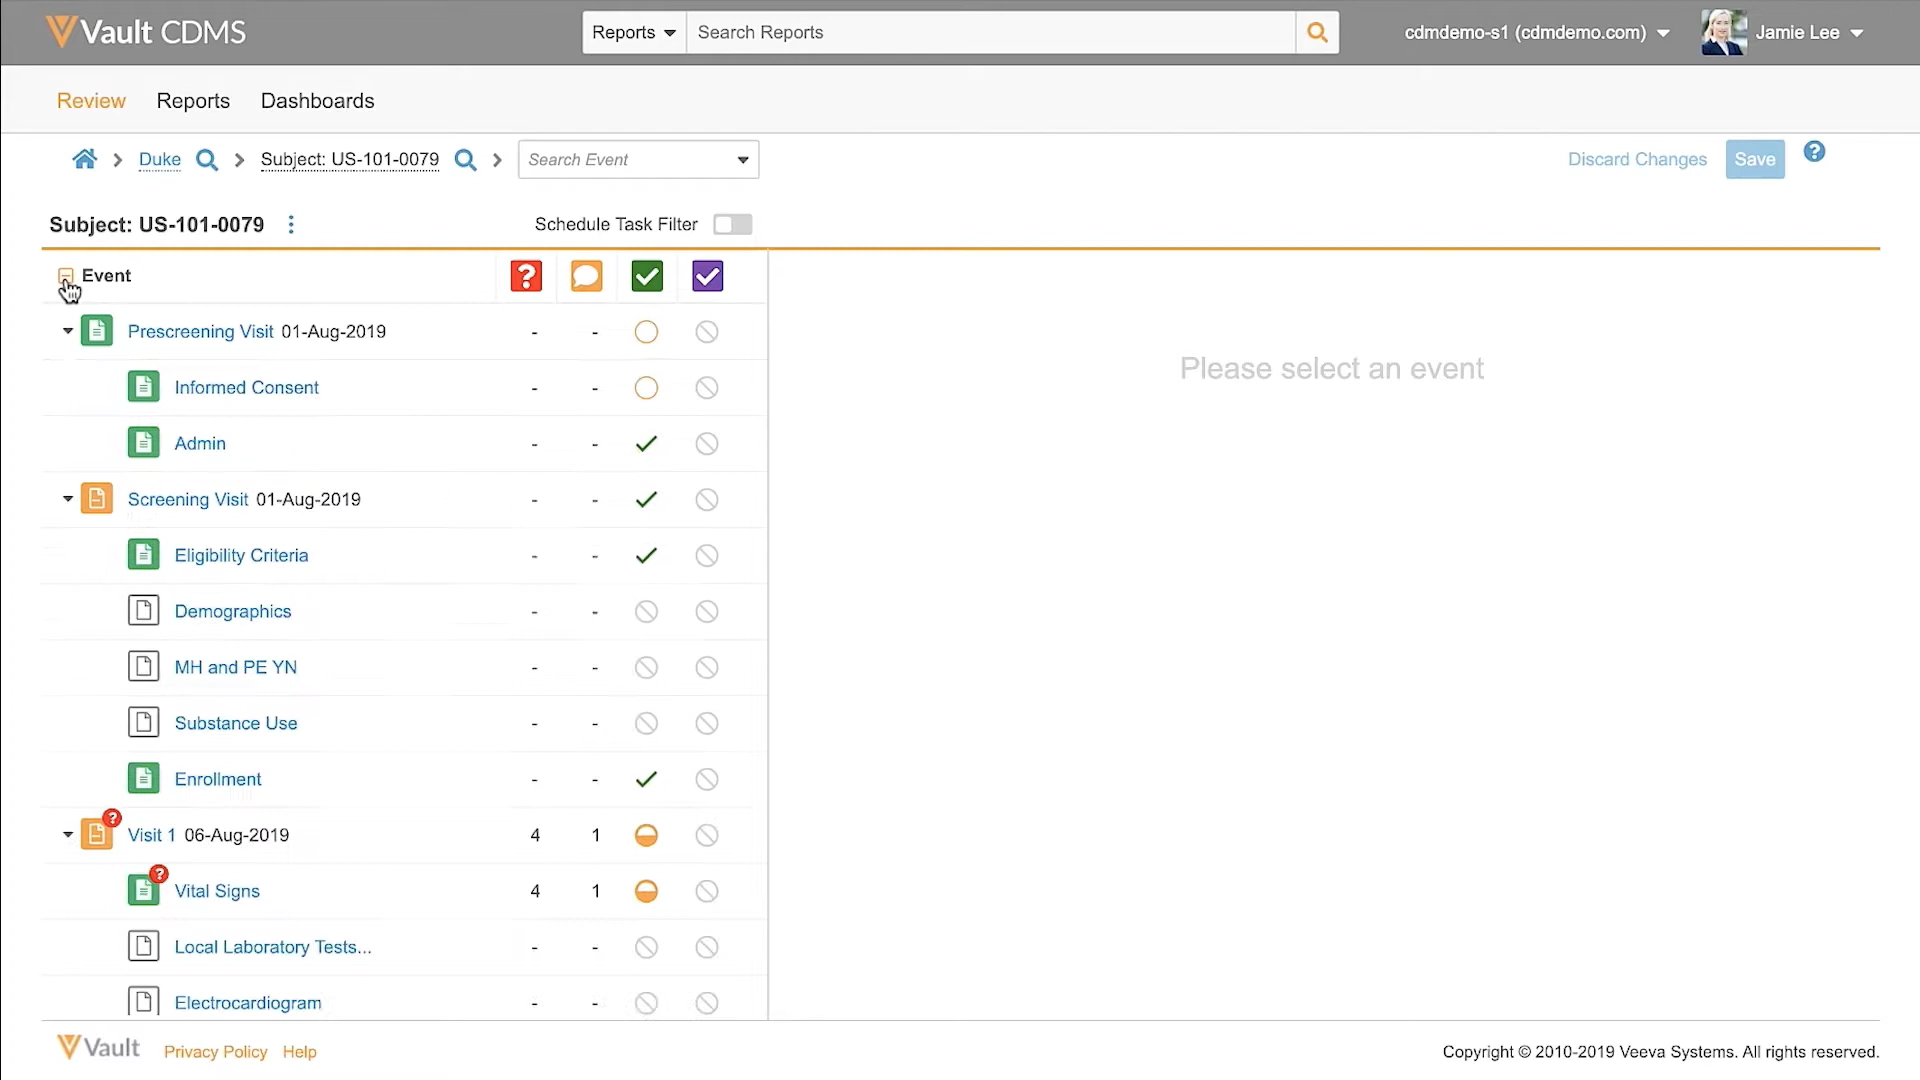 Vault CDMS
Reports
Search Reports
cdmdemo-s1 (cdmdemo.com)
Jamie Lee
Review
Reports
Dashboards
Duke
Subject: US-101-0079
Search Event
Discard Changes
Save
?
Subject: US-101-0079
Schedule Task Filter
Event
?
Prescreening Visit 01-Aug-2019 - -
Please select an event
Informed Consent - -
Admin - -
Screening Visit 01-Aug-2019 - -
Eligibility Criteria - -
Demographics - -
MH and PE YN - -
Substance Use - -
Enrollment - -
?
Visit 1 06-Aug-2019 4 1
?
Vital Signs 4 1
Local Laboratory Tests... - -
Electrocardiogram - -
Vault
Privacy Policy
Help
Copyright © 2010-2019 Veeva Systems. All rights reserved.